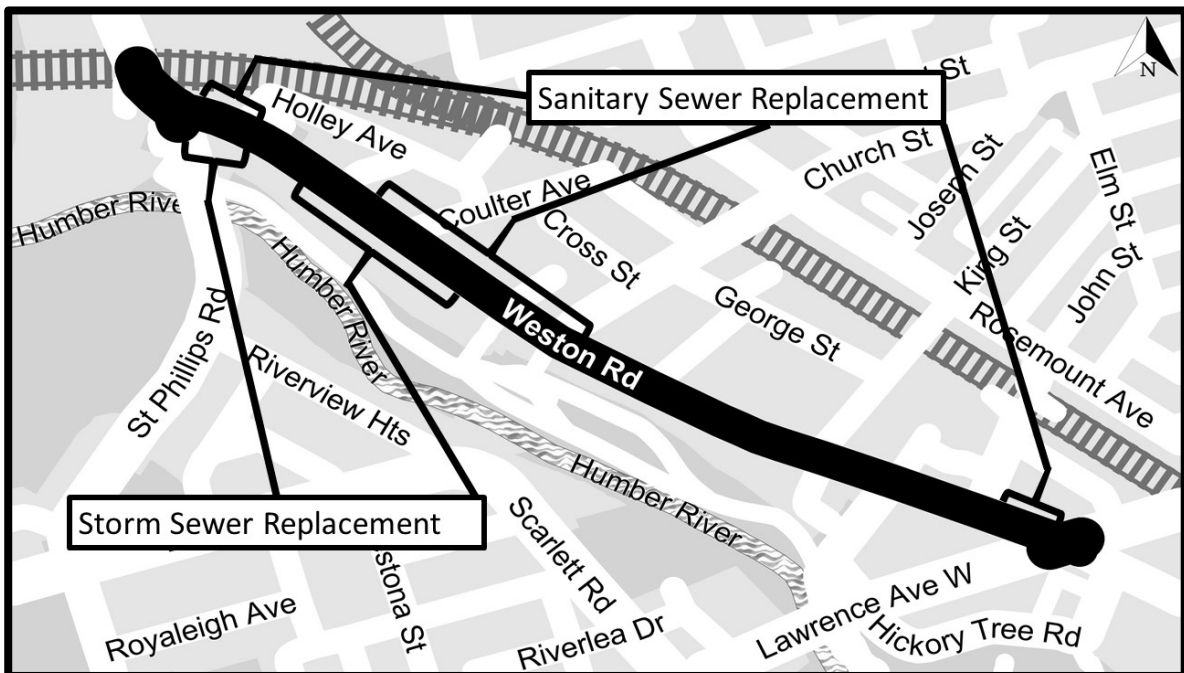 N
St
Sanitary Sewer Replacement
Holley Ave
Church St
Joseph St
Elm St
Coulter Ave
Cross St
King St
John St
Humber River
Humber River
George St
Rosemount Ave
Weston Rd
St Phillips Rd
Riverview Hts
Humber River
Storm Sewer Replacement
Scarlett Rd
stona St
Lawrence Ave W
Royaleigh Ave
Riverlea Dr
Hickory Tree Rd